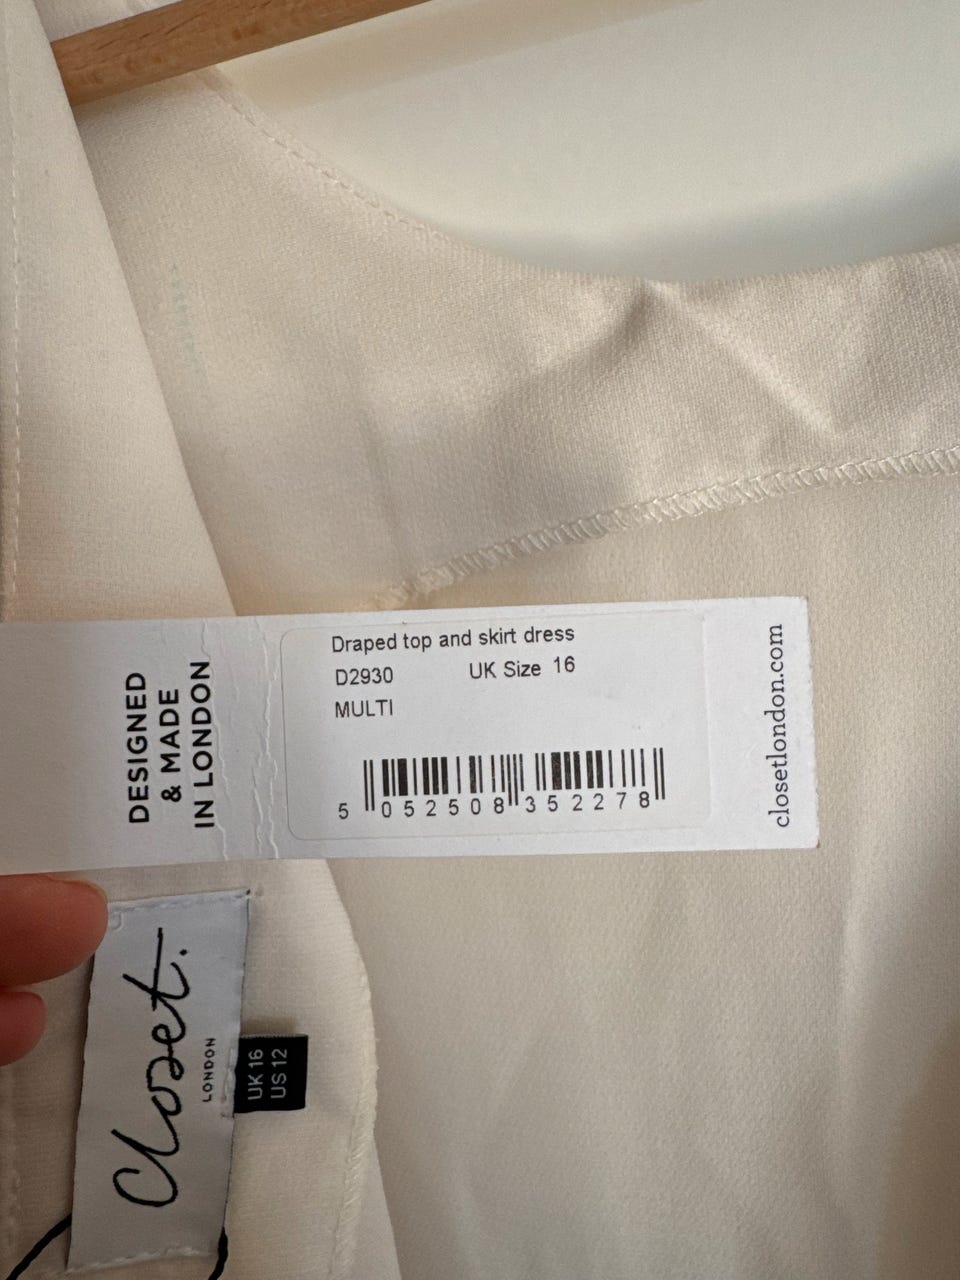 DESIGNED
& MADE
IN LONDON
Draped top and skirt dress
D2930 UK Size 16
MULTI
5 052508 352278
closetlondon.com
Closet.
LONDON
UK 16
US 12